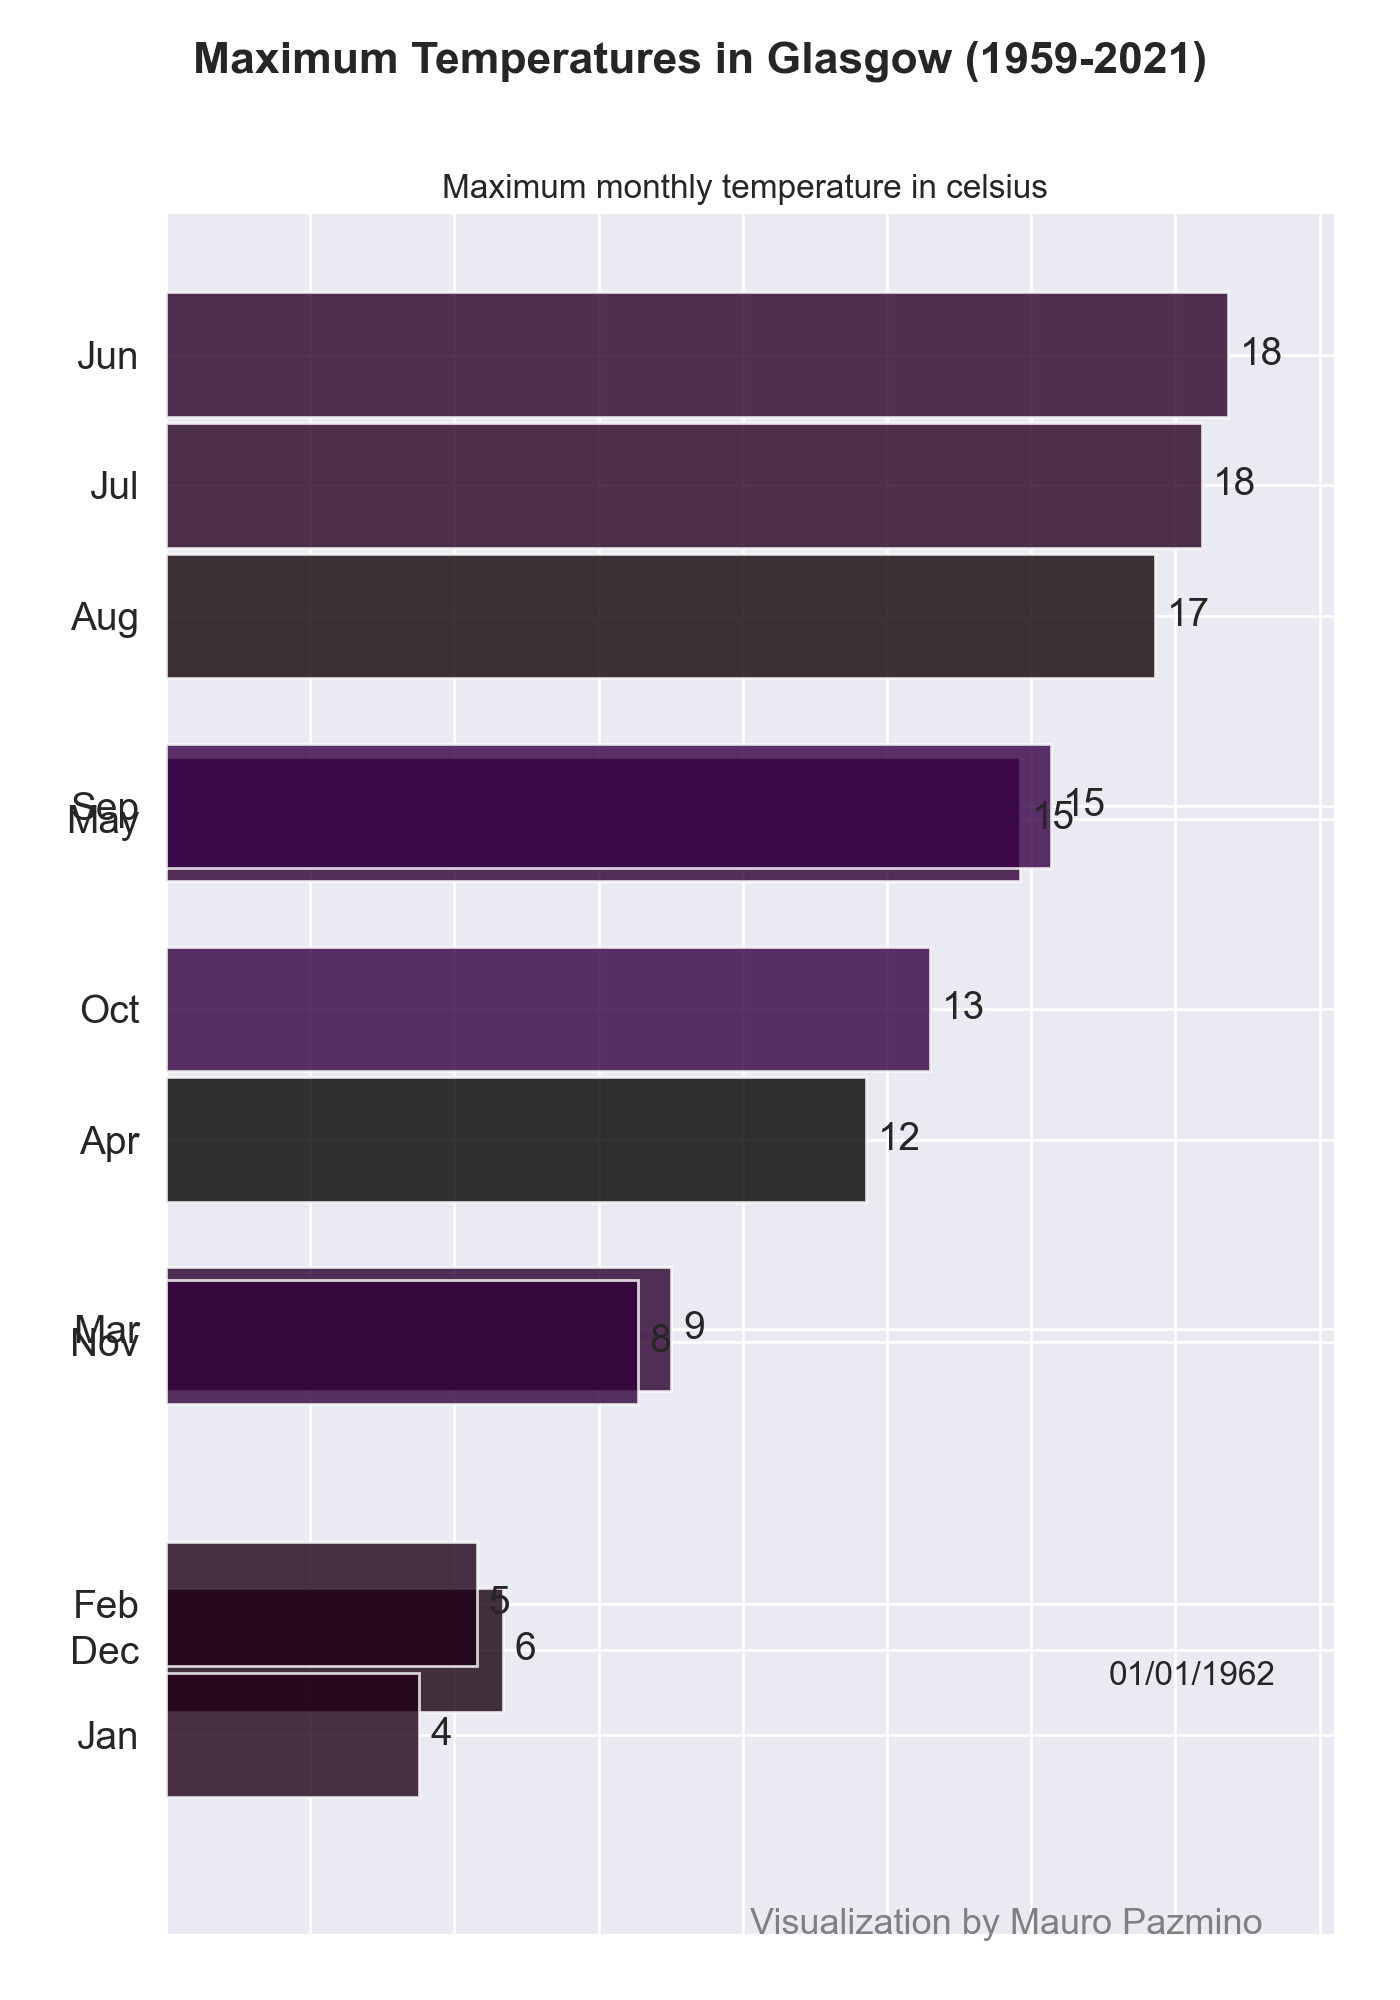 Maximum Temperatures in Glasgow (1959-2021)
Maximum monthly temperature in celsius
Jun 18
Jul 18
Aug 17
Sep 15
May 15
Oct 13
Apr 12
Mar 9
Nov 8
Feb 5
Dec 6
01/01/1962
Jan 4
Visualization by Mauro Pazmino